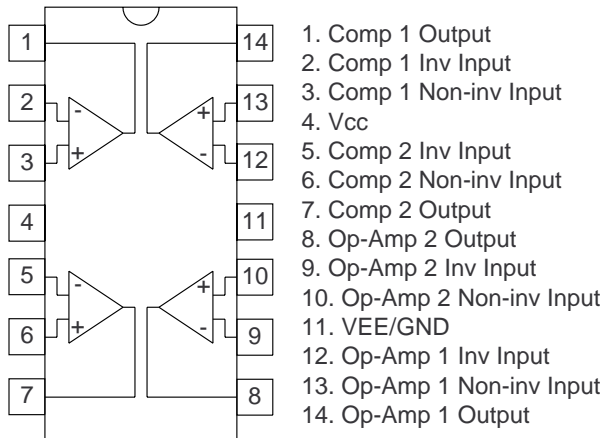 1
14
2
-
+
13
3
+
-
12
4
11
5
-
+
10
6
+
-
9
7
8
1. Comp 1 Output
2. Comp 1 Inv Input
3. Comp 1 Non-inv Input
4. Vcc
5. Comp 2 Inv Input
6. Comp 2 Non-inv Input
7. Comp 2 Output
8. Op-Amp 2 Output
9. Op-Amp 2 Inv Input
10. Op-Amp 2 Non-inv Input
11. VEE/GND
12. Op-Amp 1 Inv Input
13. Op-Amp 1 Non-inv Input
14. Op-Amp 1 Output